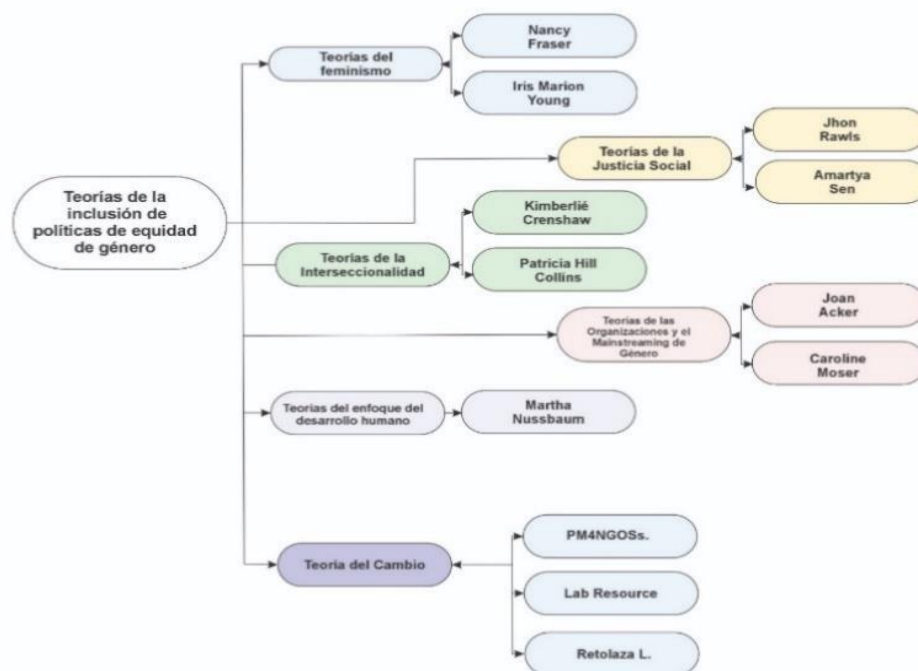 Teorías de la
inclusión de
políticas de equidad
de género
Teorías del
feminismo
Nancy
Fraser
Iris Marion
Young
Teorías de la
Justicia Social
Jhon
Rawls
Amartya
Sen
Teorías de la
Interseccionalidad
Kimberlié
Crenshaw
Patricia Hill
Collins
Teorías de las
Organizaciones y el
Mainstreaming de
Género
Joan
Acker
Caroline
Moser
Teorías del enfoque del
desarrollo humano
Martha
Nussbaum
Teoría del Cambio
PM4NGOSs.
Lab Resource
Retolaza L.